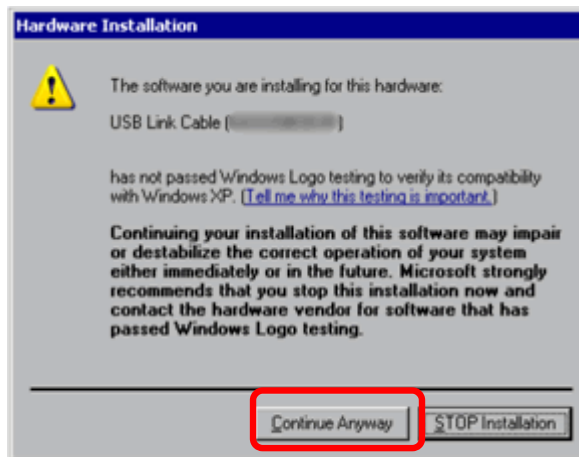 Hardware Installation
The software you are installing for this hardware:
USB Link Cable ( )
has not passed Windows Logo testing to verify its compatibility
with Windows XP. (Tell me why this testing is important.)
Continuing your installation of this software may impair
or destabilize the correct operation of your system
either immediately or in the future. Microsoft strongly
recommends that you stop this installation now and
contact the hardware vendor for software that has
passed Windows Logo testing.
Continue Anyway
STOP Installation